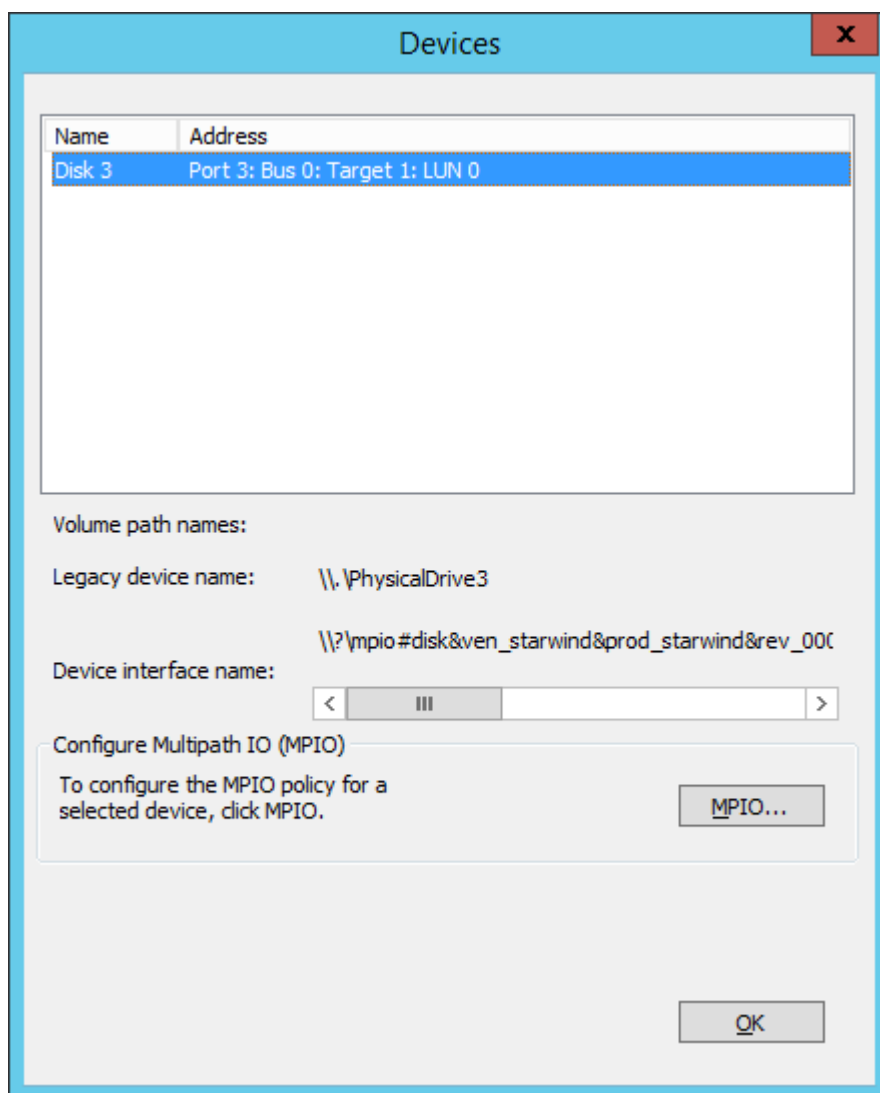 Devices
x
Name Address
Disk 3 Port 3: Bus 0: Target 1: LUN 0
Volume path names:
Legacy device name: \\.\PhysicalDrive3
\\?\mpio#disk&ven_starwind&prod_starwind&rev_000
Device interface name:
Configure Multipath IO (MPIO)
To configure the MPIO policy for a
selected device, click MPIO.
MPIO...
OK